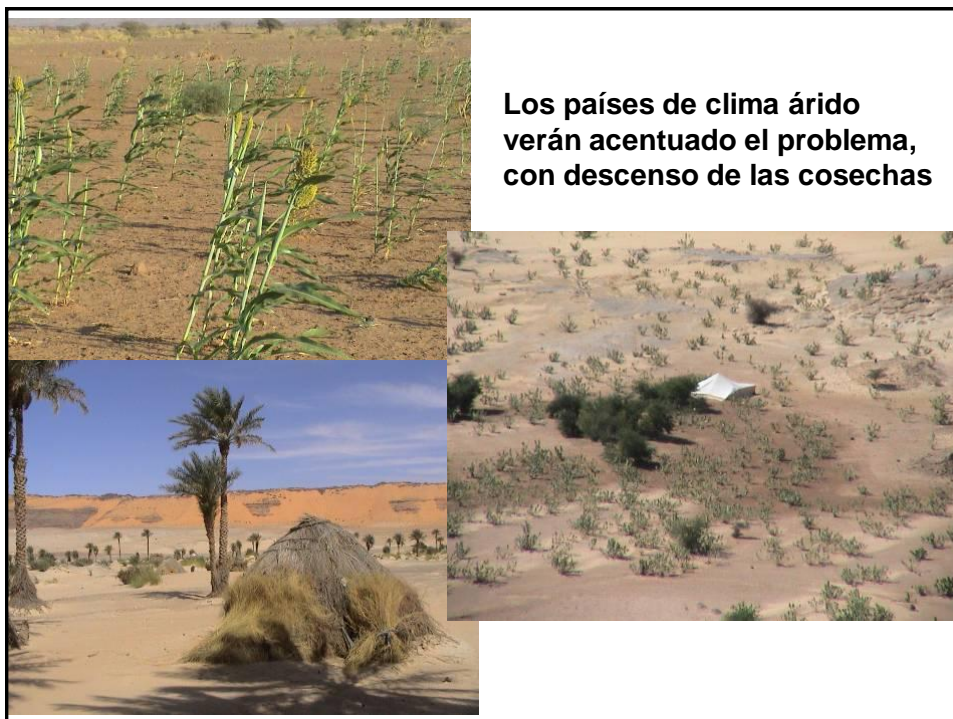 Los países de clima árido
verán acentuado el problema,
con descenso de las cosechas